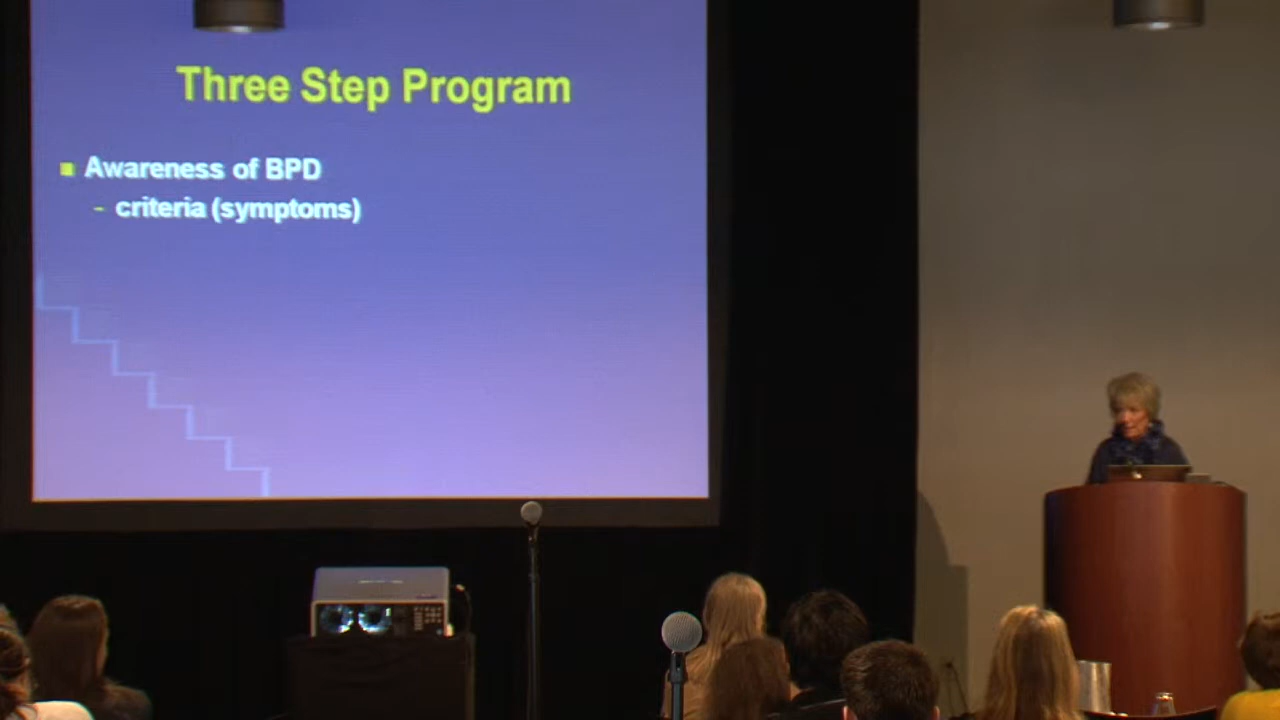 Three Step Program
Awareness of BPD
- criteria (symptoms)